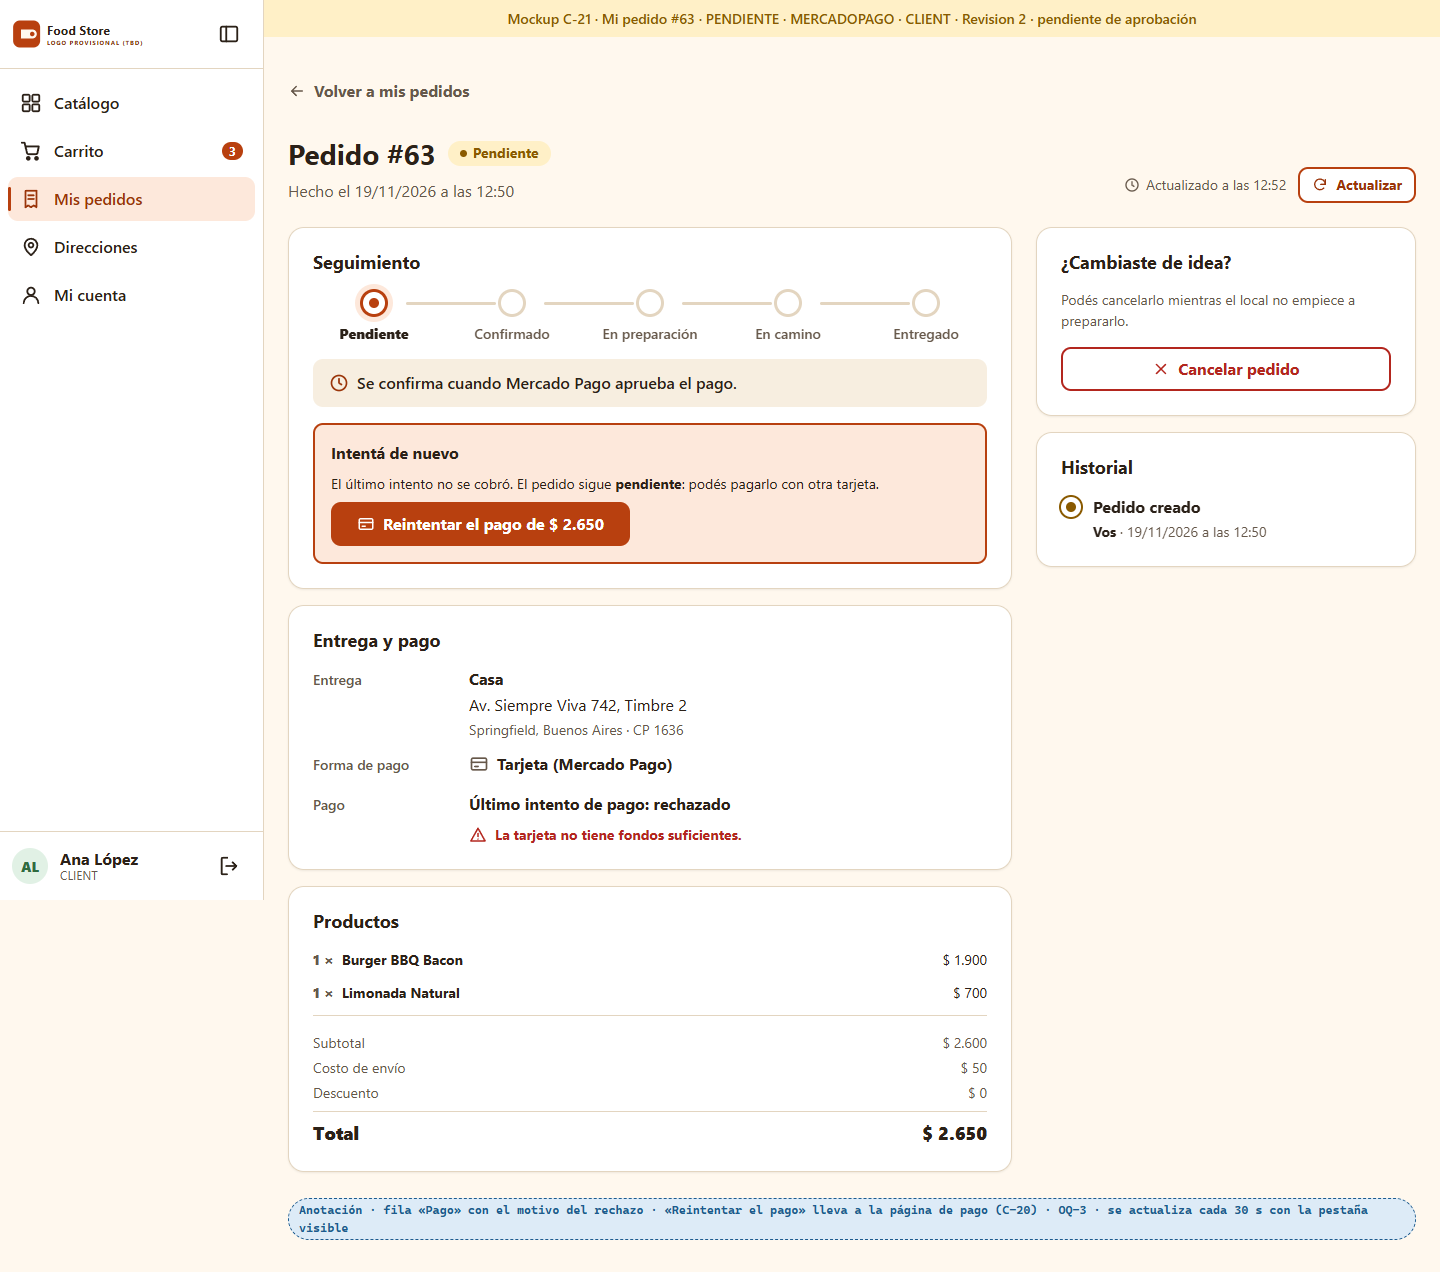 Mockup C-21 · Mi pedido #63 · PENDIENTE · MERCADOPAGO · CLIENT · Revision 2 · pendiente de aprobación
Food Store
LOGO PROVISIONAL (TBD)
Catálogo
Carrito
3
Mis pedidos
Direcciones
Mi cuenta
Ana López
CLIENT
AL
Volver a mis pedidos
Pedido #63
Pendiente
Hecho el 19/11/2026 a las 12:50
Actualizado a las 12:52
Actualizar
Seguimiento
Pendiente
Confirmado
En preparación
En camino
Entregado
Se confirma cuando Mercado Pago aprueba el pago.
Intentá de nuevo
El último intento no se cobró. El pedido sigue pendiente: podés pagarlo con otra tarjeta.
Reintentar el pago de $ 2.650
¿Cambiaste de idea?
Podés cancelarlo mientras el local no empiece a
prepararlo.
Cancelar pedido
Historial
Pedido creado
Vos · 19/11/2026 a las 12:50
Entrega y pago
Entrega
Casa
Av. Siempre Viva 742, Timbre 2
Springfield, Buenos Aires · CP 1636
Forma de pago
Tarjeta (Mercado Pago)
Pago
Último intento de pago: rechazado
La tarjeta no tiene fondos suficientes.
Productos
1 × Burger BBQ Bacon $ 1.900
1 × Limonada Natural $ 700
Subtotal $ 2.600
Costo de envío $ 50
Descuento $ 0
Total $ 2.650
Anotación · fila «Pago» con el motivo del rechazo · «Reintentar el pago» lleva a la página de pago (C-20) · OQ-3 · se actualiza cada 30 s con la pestaña
visible